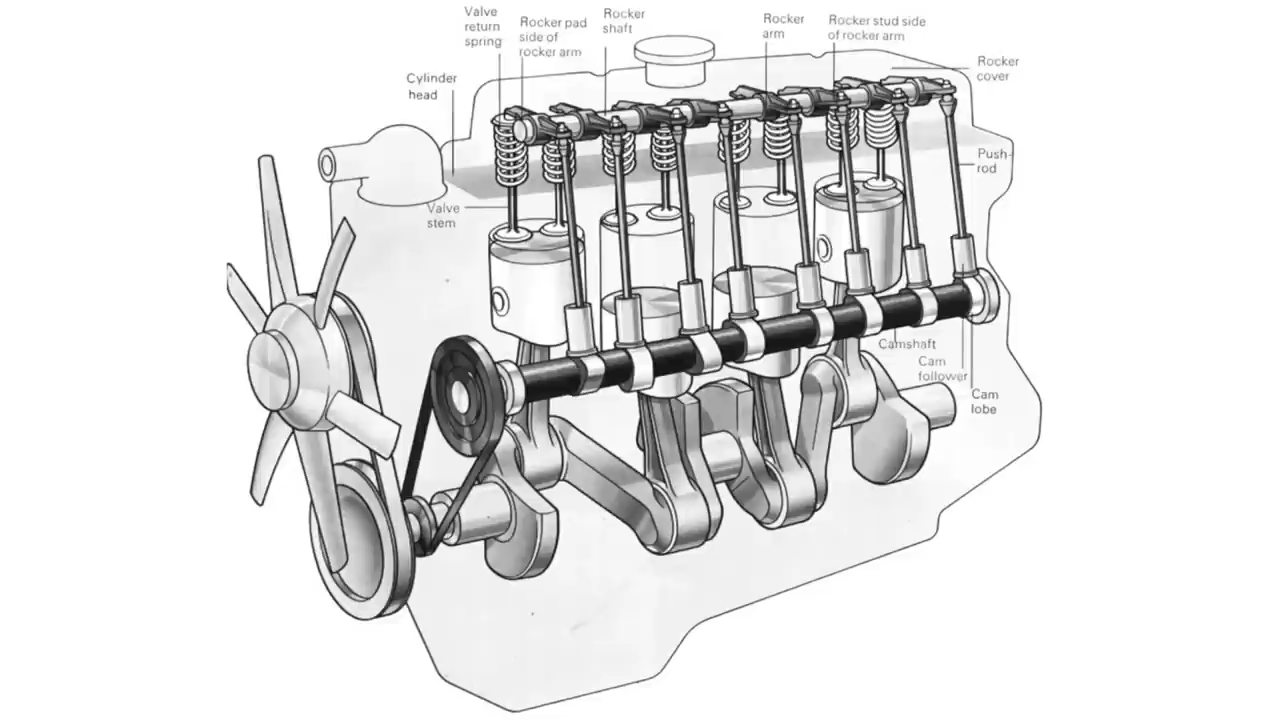 Valve
return
spring
Rocker pad
side of
rocker arm
Rocker
shaft
Rocker
arm
Rocker stud side
of rocker arm
Rocker
cover
Cylinder
head
Push-
rod
Valve
stem
Camshaft
Cam
follower
Cam
lobe